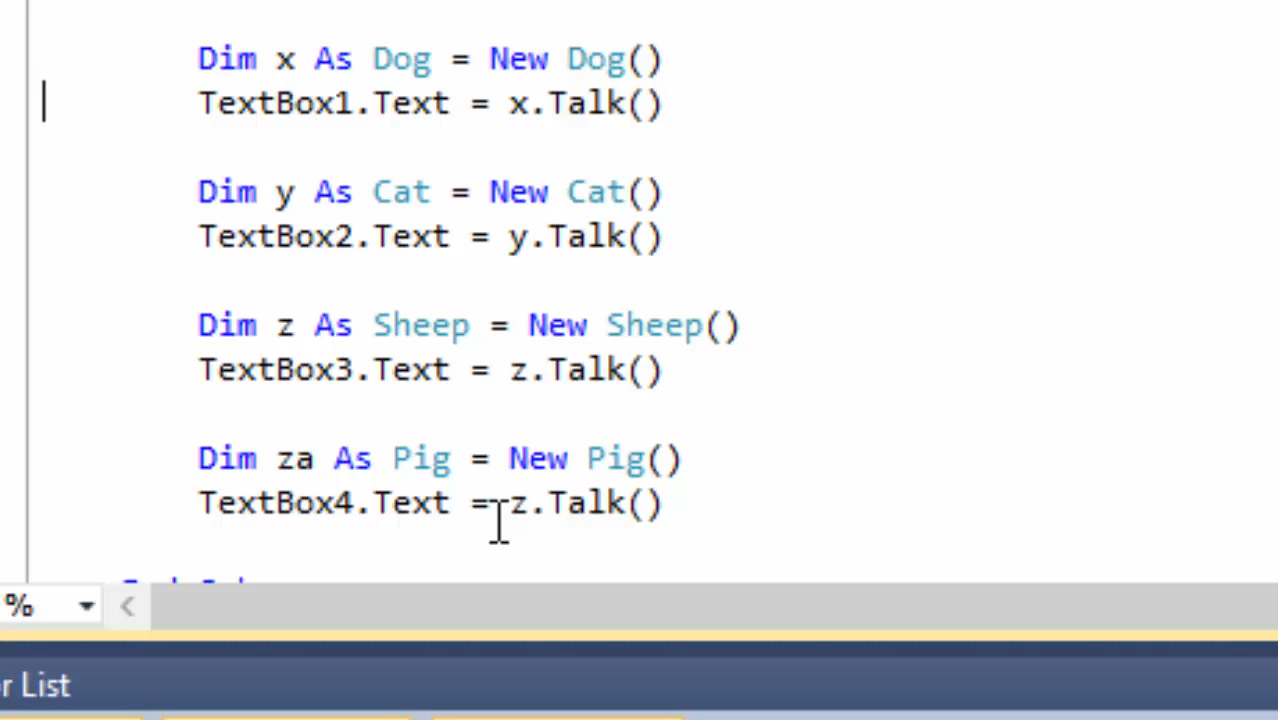 Dim x As Dog = New Dog()
TextBox1.Text = x.Talk()
Dim y As Cat = New Cat()
TextBox2.Text = y.Talk()
Dim z As Sheep = New Sheep()
TextBox3.Text = z.Talk()
Dim za As Pig = New Pig()
TextBox4.Text = z.Talk()
%
r List